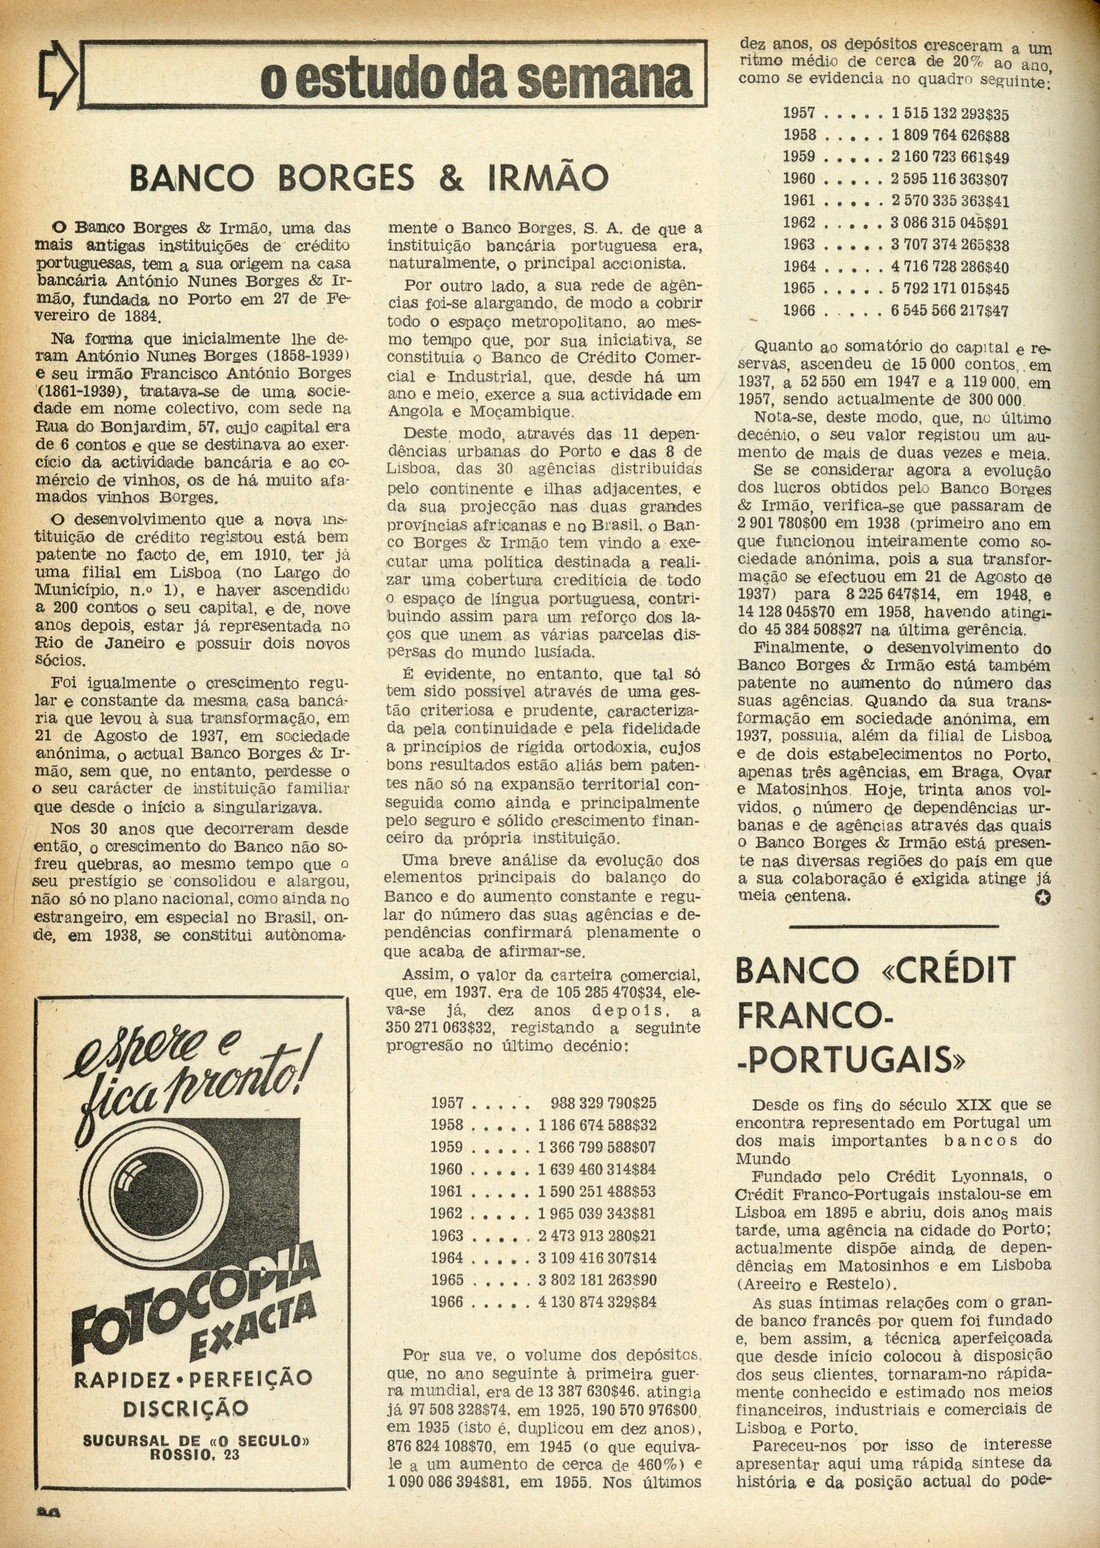 o estudo da semana
BANCO BORGES & IRMÃO
O Banco Borges & Irmão, uma das
mais antigas instituições de crédito
portuguesas, tem a sua origem na casa
bancária António Nunes Borges & Ir-
mão, fundada no Porto em 27 de Fe-
vereiro de 1884.
Na forma que inicialmente lhe de-
ram António Nunes Borges (1858-1939)
e seu irmão Francisco António Borges
(1861-1939), tratava-se de uma socie-
dade em nome colectivo, com sede na
Rua do Bonjardim, 57, cujo capital era
de 6 contos e que se destinava ao exer-
cício da actividade bancária e ao co-
mércio de vinhos, os de há muito afa-
mados vinhos Borges.
O desenvolvimento que a nova ins-
tituição de crédito registou está bem
patente no facto de, em 1910, ter já
uma filial em Lisboa (no Largo do
Município, n.º 1), e haver ascendido
a 200 contos o seu capital, e de, nove
anos depois, estar já representada no
Rio de Janeiro e possuir dois novos
sócios.
Foi igualmente o crescimento regu-
lar e constante da mesma casa bancá-
ria que levou à sua transformação, em
21 de Agosto de 1937, em sociedade
anónima, o actual Banco Borges & Ir-
mão, sem que, no entanto, perdesse o
o seu carácter de instituição familiar
que desde o início a singularizava.
Nos 30 anos que decorreram desde
então, o crescimento do Banco não so-
freu quebras, ao mesmo tempo que o
seu prestígio se consolidou e alargou,
não só no plano nacional, como ainda no
estrangeiro, em especial no Brasil, on-
de, em 1938, se constitui autònoma-
mente o Banco Borges, S. A. de que a
instituição bancária portuguesa era,
naturalmente, o principal accionista.
Por outro lado, a sua rede de agên-
cias foi-se alargando, de modo a cobrir
todo o espaço metropolitano, ao mes-
mo tempo que, por sua iniciativa, se
constituia o Banco de Crédito Comer-
cial e Industrial, que, desde há um
ano e meio, exerce a sua actividade em
Angola e Moçambique.
Deste modo, através das 11 depen-
dências urbanas do Porto e das 8 de
Lisboa, das 30 agências distribuídas
pelo continente e ilhas adjacentes, e
da sua projecção nas duas grandes
províncias africanas e no Brasil, o Ban-
co Borges & Irmão tem vindo a exe-
cutar uma política destinada a reali-
zar uma cobertura creditícia de todo
o espaço de língua portuguesa, contri-
buindo assim para um reforço dos la-
ços que unem as várias parcelas dis-
persas do mundo lusíada.
É evidente, no entanto, que tal só
tem sido possível através de uma ges-
tão criteriosa e prudente, caracteriza-
da pela continuidade e pela fidelidade
a princípios de rígida ortodoxia, cujos
bons resultados estão aliás bem paten-
tes não só na expansão territorial con-
seguida como ainda e principalmente
pelo seguro e sólido crescimento finan-
ceiro da própria instituição.
Uma breve análise da evolução dos
elementos principais do balanço do
Banco e do aumento constante e regu-
lar do número das suas agências e de-
pendências confirmará plenamente o
que acaba de afirmar-se.
Assim, o valor da carteira comercial,
que, em 1937, era de 105 285 470$34, ele-
va-se já, dez anos depois, a
350 271 063$32, registando a seguinte
progresão no último decénio:
1957 . . . . . 988 329 790$25
1958 . . . . . 1 186 674 588$32
1959 . . . . . 1 366 799 588$07
1960 . . . . . 1 639 460 314$84
1961 . . . . . 1 590 251 488$53
1962 . . . . . 1 965 039 343$81
1963 . . . . . 2 473 913 280$21
1964 . . . . . 3 109 416 307$14
1965 . . . . . 3 802 181 263$90
1966 . . . . . 4 130 874 329$84
Por sua ve, o volume dos depósitos,
que, no ano seguinte à primeira guer-
ra mundial, era de 13 387 630$46, atingia
já 97 508 328$74, em 1925, 190 570 976$00
em 1935 (isto é, duplicou em dez anos),
876 824 108$70, em 1945 (o que equiva-
le a um aumento de cerca de 460%) e
1 090 086 394$81, em 1955. Nos últimos
dez anos, os depósitos cresceram a um
ritmo médio de cerca de 20% ao ano,
como se evidencia no quadro seguinte:
1957 . . . . . 1 515 132 293$35
1958 . . . . . 1 809 764 626$88
1959 . . . . . 2 160 723 661$49
1960 . . . . . 2 595 116 363$07
1961 . . . . . 2 570 335 363$41
1962 . . . . . 3 086 315 045$91
1963 . . . . . 3 707 374 265$38
1964 . . . . . 4 716 728 286$40
1965 . . . . . 5 792 171 015$45
1966 . . . . . 6 545 566 217$47
Quanto ao somatório do capital e re-
servas, ascendeu de 15 000 contos, em
1937, a 52 550 em 1947 e a 119 000, em
1957, sendo actualmente de 300 000.
Nota-se, deste modo, que, no último
decénio, o seu valor registou um au-
mento de mais de duas vezes e meia.
Se se considerar agora a evolução
dos lucros obtidos pelo Banco Borges
& Irmão, verifica-se que passaram de
2 901 780$00 em 1938 (primeiro ano em
que funcionou inteiramente como so-
ciedade anónima, pois a sua transfor-
mação se efectuou em 21 de Agosto de
1937) para 8 225 647$14, em 1948, e
14 128 045$70 em 1958, havendo atingi-
do 45 384 508$27 na última gerência.
Finalmente, o desenvolvimento do
Banco Borges & Irmão está também
patente no aumento do número das
suas agências. Quando da sua trans-
formação em sociedade anónima, em
1937, possuia, além da filial de Lisboa
e de dois estabelecimentos no Porto,
apenas três agências, em Braga, Ovar
e Matosinhos. Hoje, trinta anos vol-
vidos, o número de dependências ur-
banas e de agências através das quais
o Banco Borges & Irmão está presen-
te nas diversas regiões do país em que
a sua colaboração é exigida atinge já
meia centena.
BANCO «CRÉDIT
FRANCO-
-PORTUGAIS»
Desde os fins do século XIX que se
encontra representado em Portugal um
dos mais importantes bancos do
Mundo
Fundado pelo Crédit Lyonnais, o
Crédit Franco-Portugais instalou-se em
Lisboa em 1895 e abriu, dois anos mais
tarde, uma agência na cidade do Porto;
actualmente dispõe ainda de depen-
dências em Matosinhos e em Lisboba
(Areeiro e Restelo).
As suas íntimas relações com o gran-
de banco francês por quem foi fundado
e, bem assim, a técnica aperfeiçoada
que desde início colocou à disposição
dos seus clientes, tornaram-no ràpida-
mente conhecido e estimado nos meios
financeiros, industriais e comerciais de
Lisboa e Porto.
Pareceu-nos por isso de interesse
apresentar aqui uma rápida síntese da
história e da posição actual do pode-
espere e
fica pronto!
FOTOCOPIA
EXACTA
RAPIDEZ • PERFEIÇÃO
DISCRIÇÃO
SUCURSAL DE «O SECULO»
ROSSIO, 23